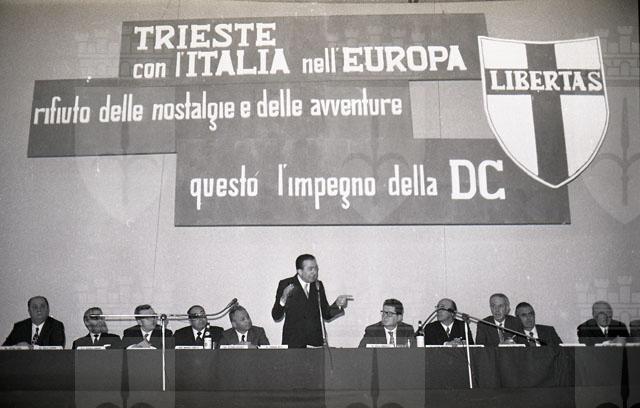 TRIESTE
con l'ITALIA nell'EUROPA
LIBERTAS
rifiuto delle nostalgie e delle avventure
questo l'impegno della DC